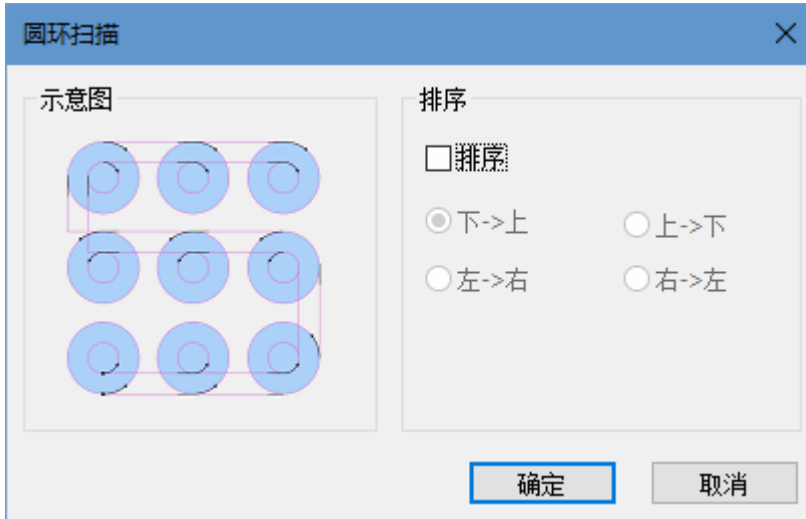 圆环扫描
示意图
排序
排序
下->上
上->下
左->右
右->左
确定
取消